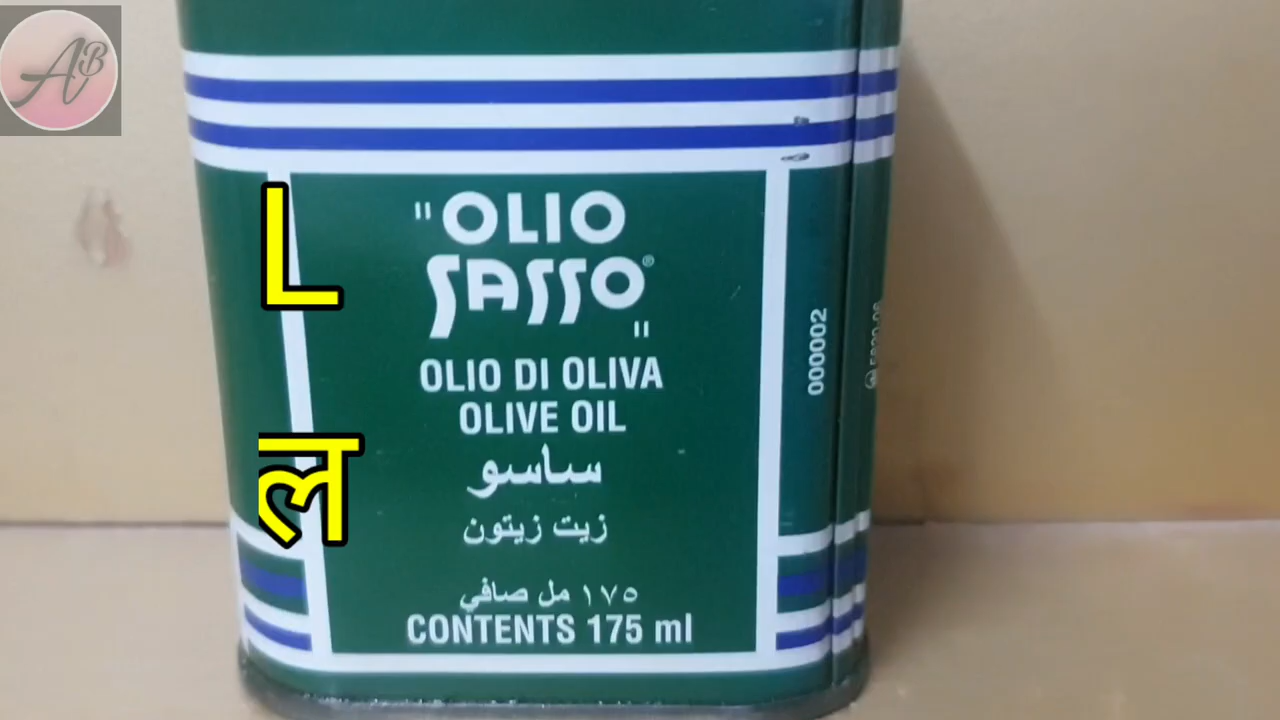 AB
L
ल
"OLIO
SASSO®"
OLIO DI OLIVA
OLIVE OIL
ساسو
زيت زيتون
١٧٥ مل صافي
CONTENTS 175 ml
000002